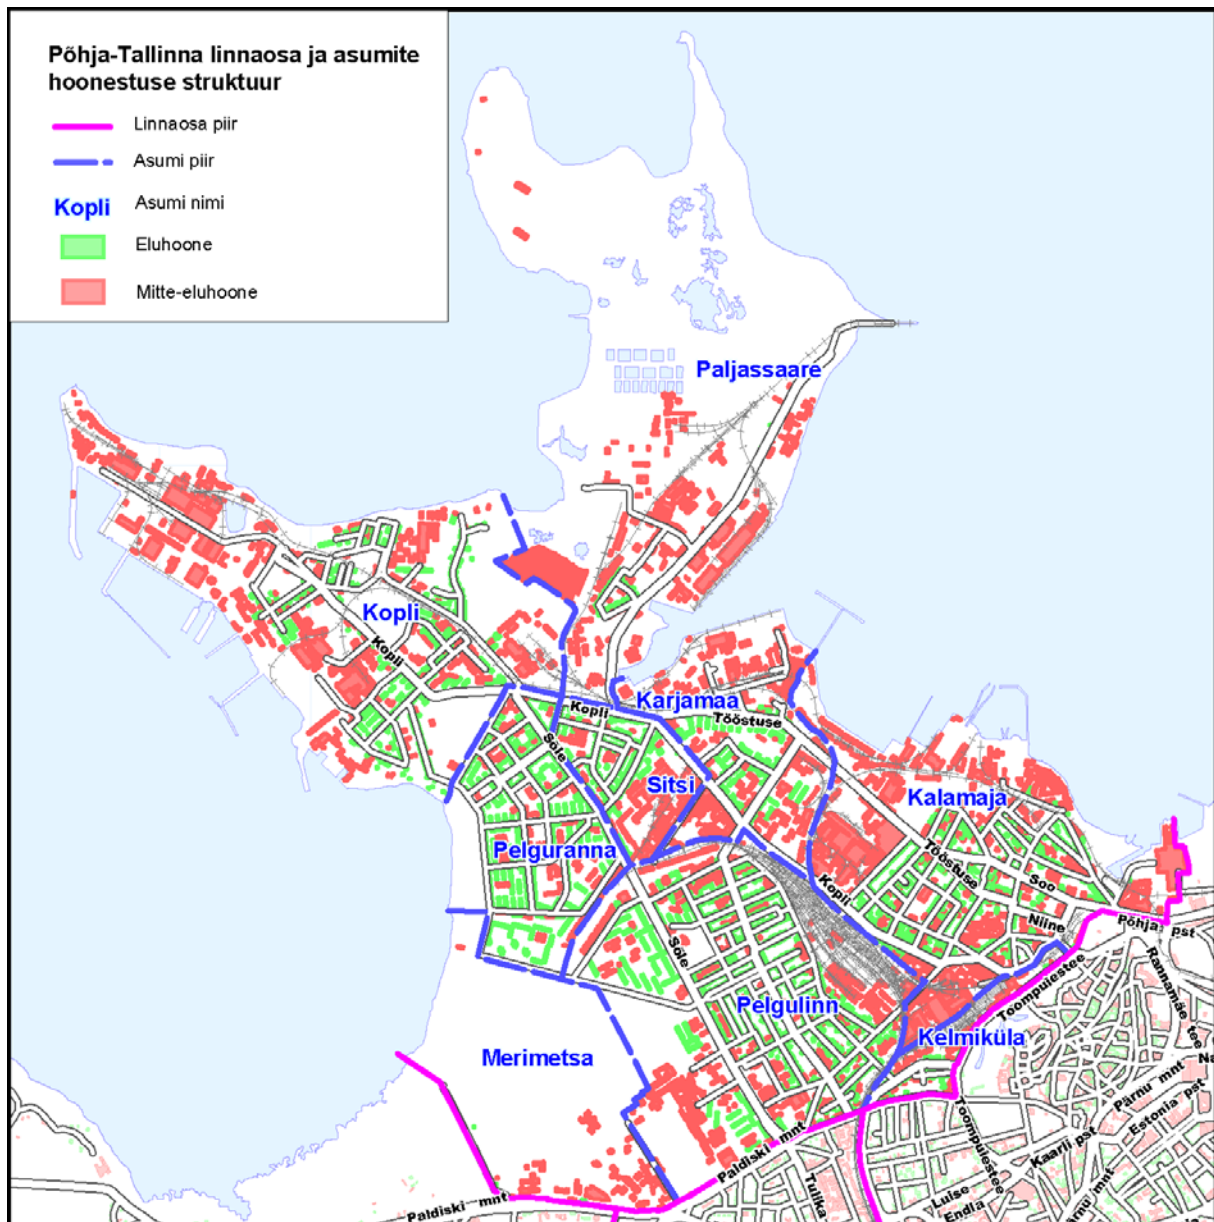 Põhja-Tallinna linnaosa ja asumite
hoonestuse struktuur
Linnaosa piir
Asumi piir
Kopli Asumi nimi
Eluhoone
Mitte-eluhoone
Paljassaare
Kopli
Kopli
Karjamaa
Kopli
Tööstuse
Sõle
Sitsi
Kalamaja
Pelguranna
Tööstuse
Kopli
Soo
Niine
Põhja pst
Sõle
Rannamäe tee
Toompuiestee
Pelgulinn
Kelmiküla
Merimetsa
Na
Pärnu mnt
Estonia pst
Toompuiestee
Kaarli pst
Paldiski mnt
Tulika
Luise
Endla
Paldiski mnt